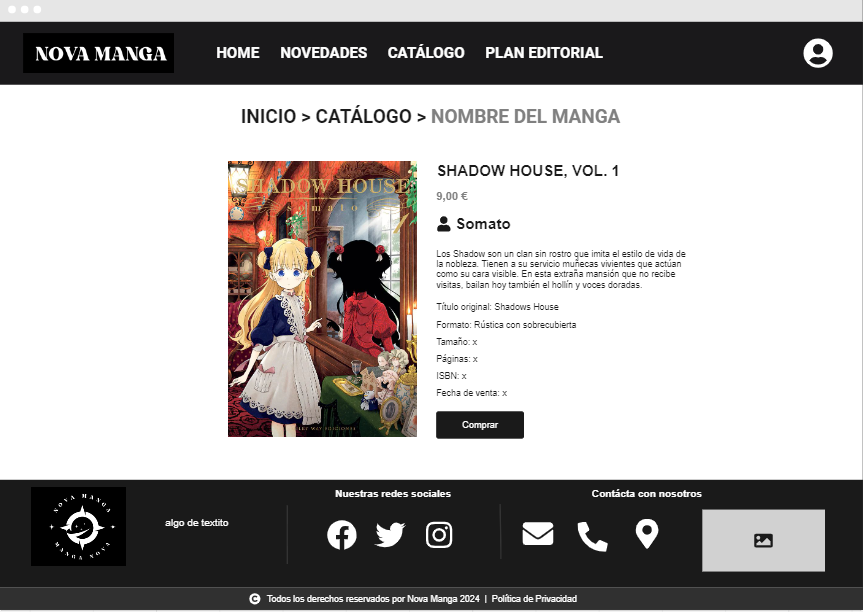 NOVA MANGA
HOME NOVEDADES CATÁLOGO PLAN EDITORIAL
INICIO > CATÁLOGO > NOMBRE DEL MANGA
SHADOW HOUSE
somato
SHADOW HOUSE, VOL. 1
9,00 €
Somato
Los Shadow son un clan sin rostro que imita el estilo de vida de
la nobleza. Tienen a su servicio muñecas vivientes que actúan
como su cara visible. En esta extraña mansión que no recibe
visitas, bailan hoy también el hollín y voces doradas.
Título original: Shadows House
Formato: Rústica con sobrecubierta
Tamaño: x
Páginas: x
ISBN: x
Fecha de venta: x
Comprar
NOVA MANGA
MANGA NOVA
algo de textito
Nuestras redes sociales
Contácta con nosotros
© Todos los derechos reservados por Nova Manga 2024 | Política de Privacidad